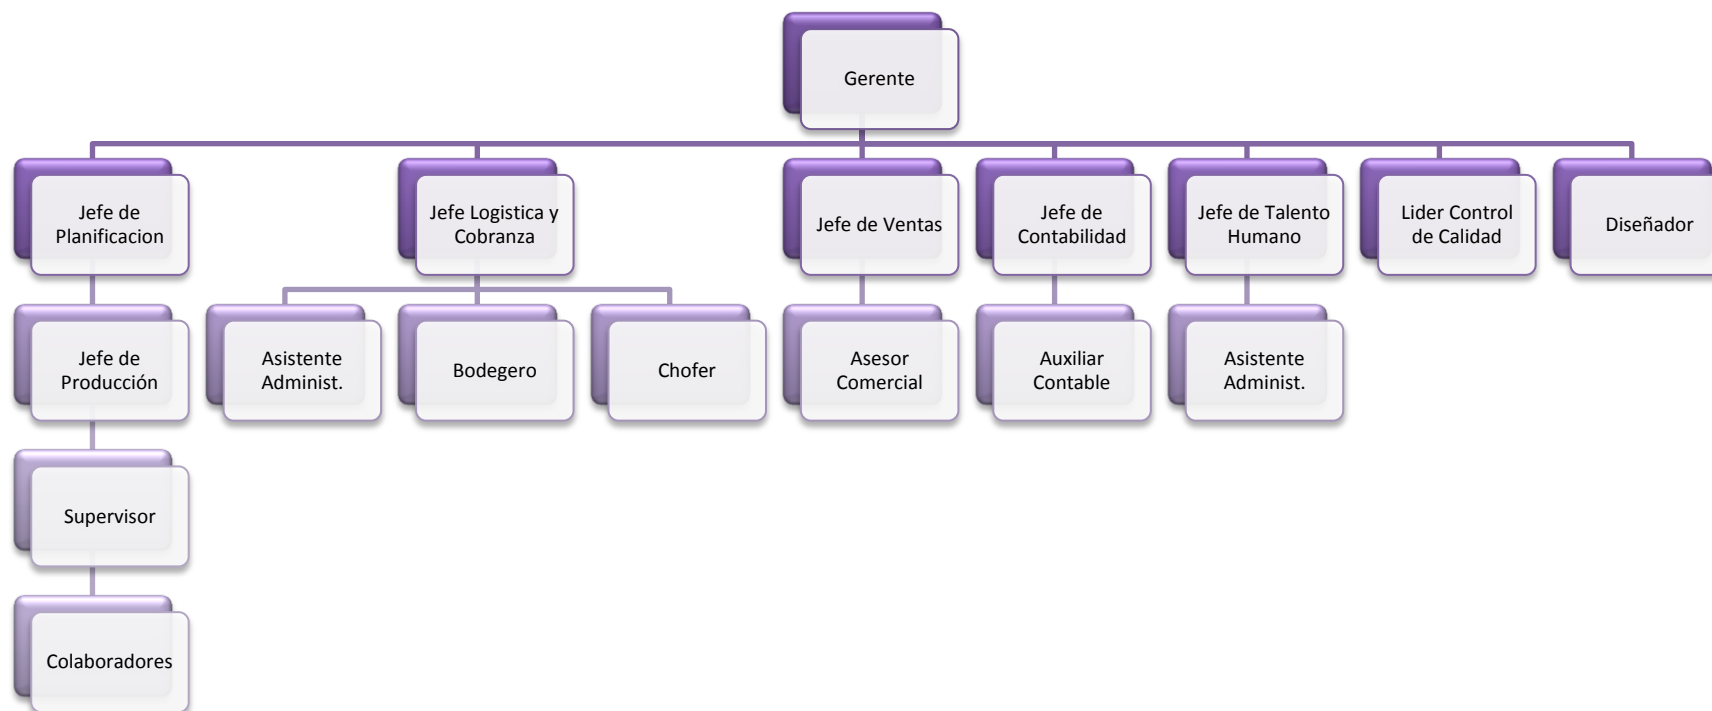 Gerente
Jefe de
Planificacion
Jefe Logistica y
Cobranza
Jefe de Ventas
Jefe de
Contabilidad
Jefe de Talento
Humano
Lider Control
de Calidad
Diseñador
Jefe de
Producción
Asistente
Administ.
Bodegero
Chofer
Asesor
Comercial
Auxiliar
Contable
Asistente
Administ.
Supervisor
Colaboradores